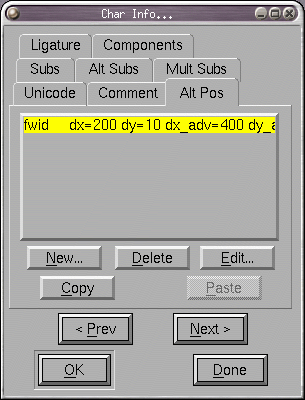 Char Info...
Ligature Components
Subs Alt Subs Mult Subs
Unicode Comment Alt Pos
fwid dx=200 dy=10 dx_adv=400 dy_a
New... Delete Edit...
Copy Paste
< Prev Next >
OK Done